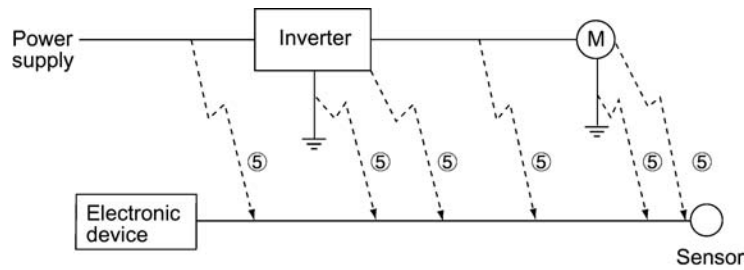 Power
supply
Inverter
M
⑤ ⑤ ⑤ ⑤ ⑤ ⑤
Electronic
device
Sensor